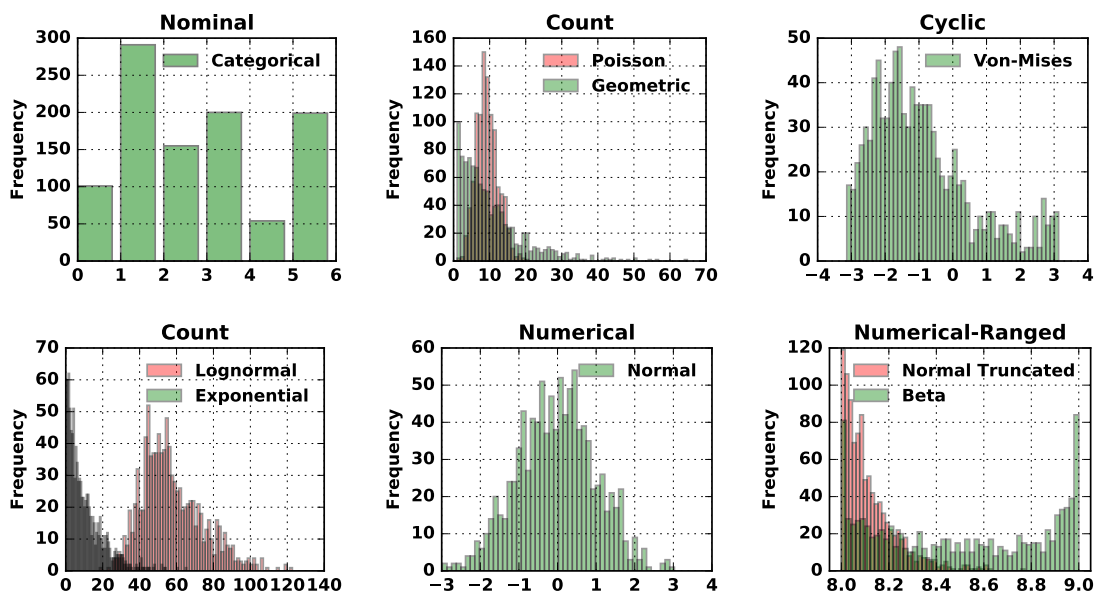 Nominal
Count
Cyclic
300
250
200
150
100
50
0
Frequency
Categorical
0 1 2 3 4 5 6
160
140
120
100
80
60
40
20
0
Frequency
Poisson
Geometric
0 10 20 30 40 50 60 70
50
40
30
20
10
0
Frequency
Von-Mises
−4 −3 −2 −1 0 1 2 3 4
Count
Numerical
Numerical-Ranged
70
60
50
40
30
20
10
0
Frequency
Lognormal
Exponential
0 20 40 60 80 100 120 140
60
50
40
30
20
10
0
Frequency
Normal
−3 −2 −1 0 1 2 3 4
120
100
80
60
40
20
0
Frequency
Normal Truncated
Beta
8.0 8.2 8.4 8.6 8.8 9.0